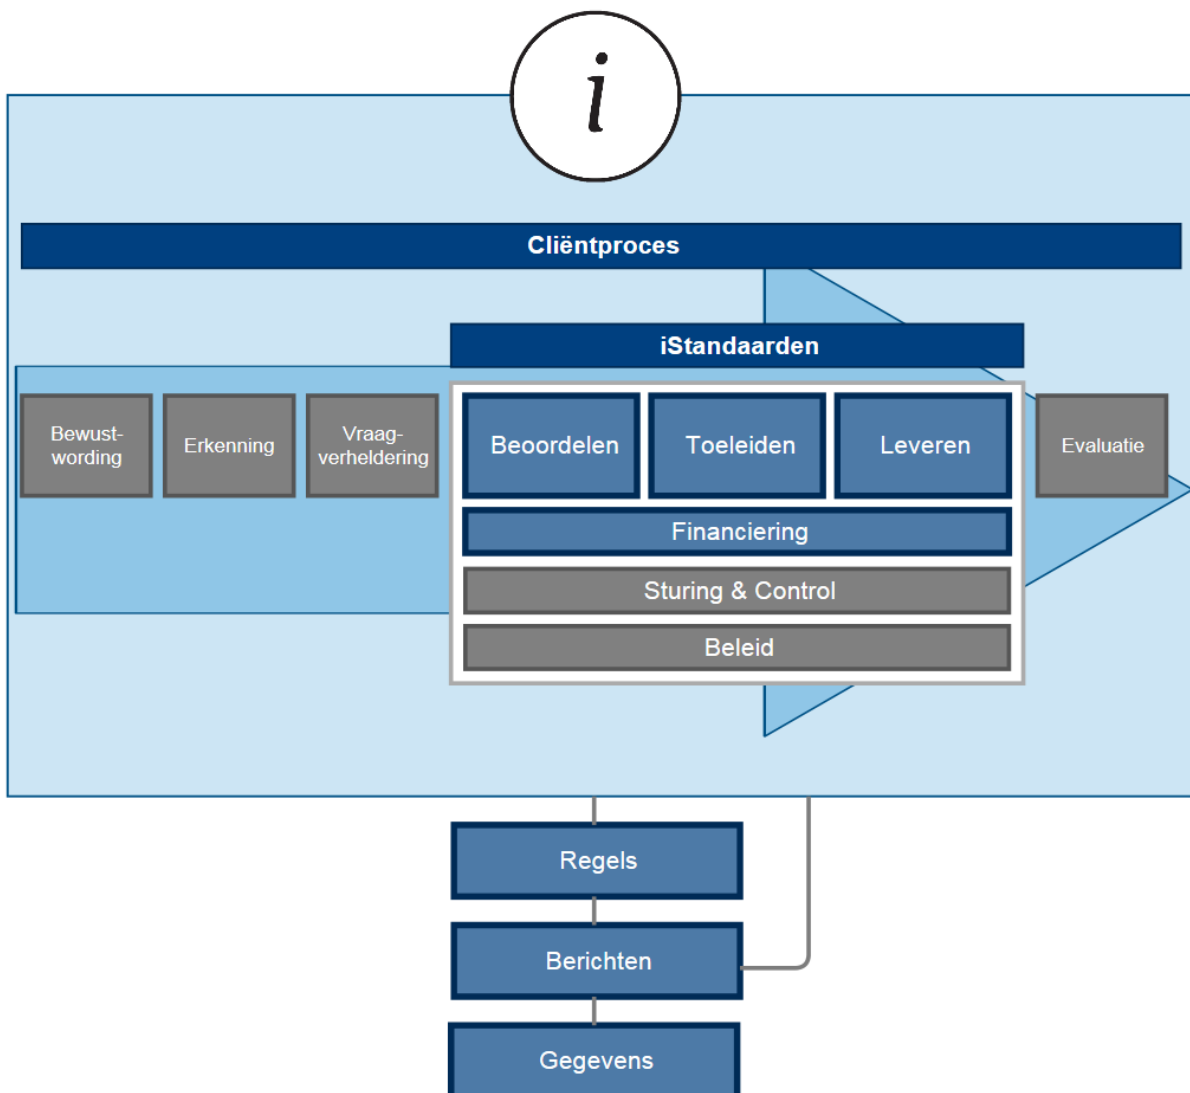 i
Cliëntproces
iStandaarden
Bewust-
wording
Erkenning
Vraag-
verheldering
Beoordelen
Toeleiden
Leveren
Evaluatie
Financiering
Sturing & Control
Beleid
Regels
Berichten
Gegevens